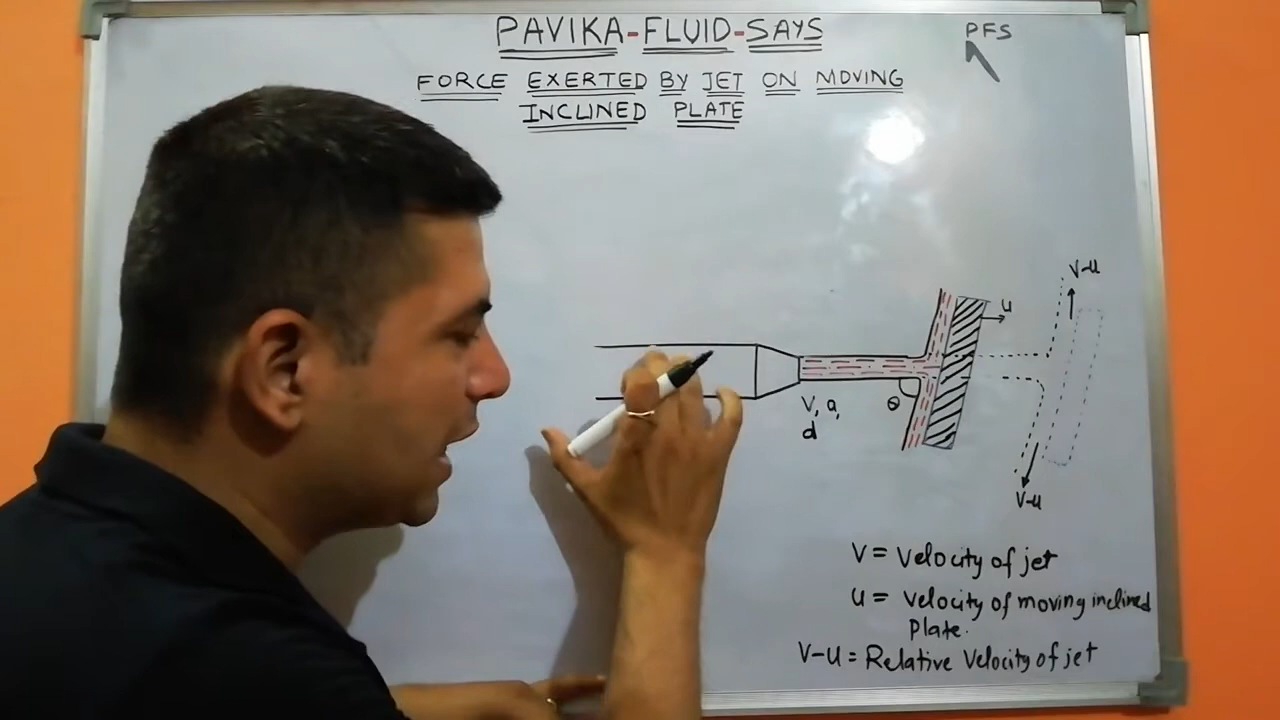 PAVIKA-FLUID-SAYS
PFS
FORCE EXERTED BY JET ON MOVING
INCLINED PLATE
V-u
u
V, a,
d
θ
V-u
V = Velocity of jet
u = Velocity of moving inclined
Plate.
V-u = Relative Velocity of jet